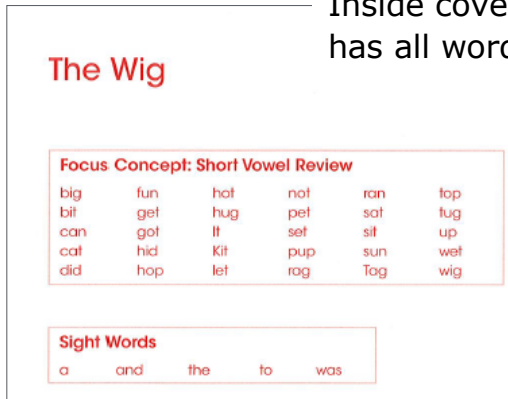 Inside cove
has all word
The Wig
Focus Concept: Short Vowel Review
big fun hot not ran top
bit get hug pet sat tug
can got It set sit up
cat hid Kit pup sun wet
did hop let rag Tag wig
Sight Words
a and the to was